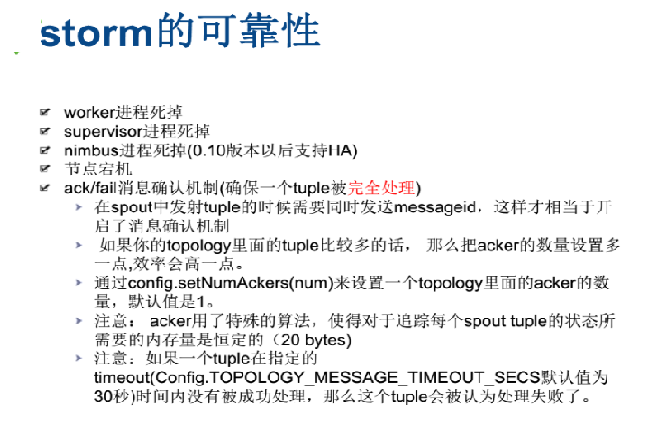 storm的可靠性
worker进程死掉
supervisor进程死掉
nimbus进程死掉(0.10版本以后支持HA)
节点宕机
ack/fail消息确认机制(确保一个tuple被完全处理)
在spout中发射tuple的时候需要同时发送messageid，这样才相当于开
启了消息确认机制
如果你的topology里面的tuple比较多的话， 那么把acker的数量设置多
一点,效率会高一点。
通过config.setNumAckers(num)来设置一个topology里面的acker的数
量，默认值是1。
注意： acker用了特殊的算法，使得对于追踪每个spout tuple的状态所
需要的内存量是恒定的（20 bytes)
注意：如果一个tuple在指定的
timeout(Config.TOPOLOGY_MESSAGE_TIMEOUT_SECS默认值为
30秒)时间内没有被成功处理，那么这个tuple会被认为处理失败了。